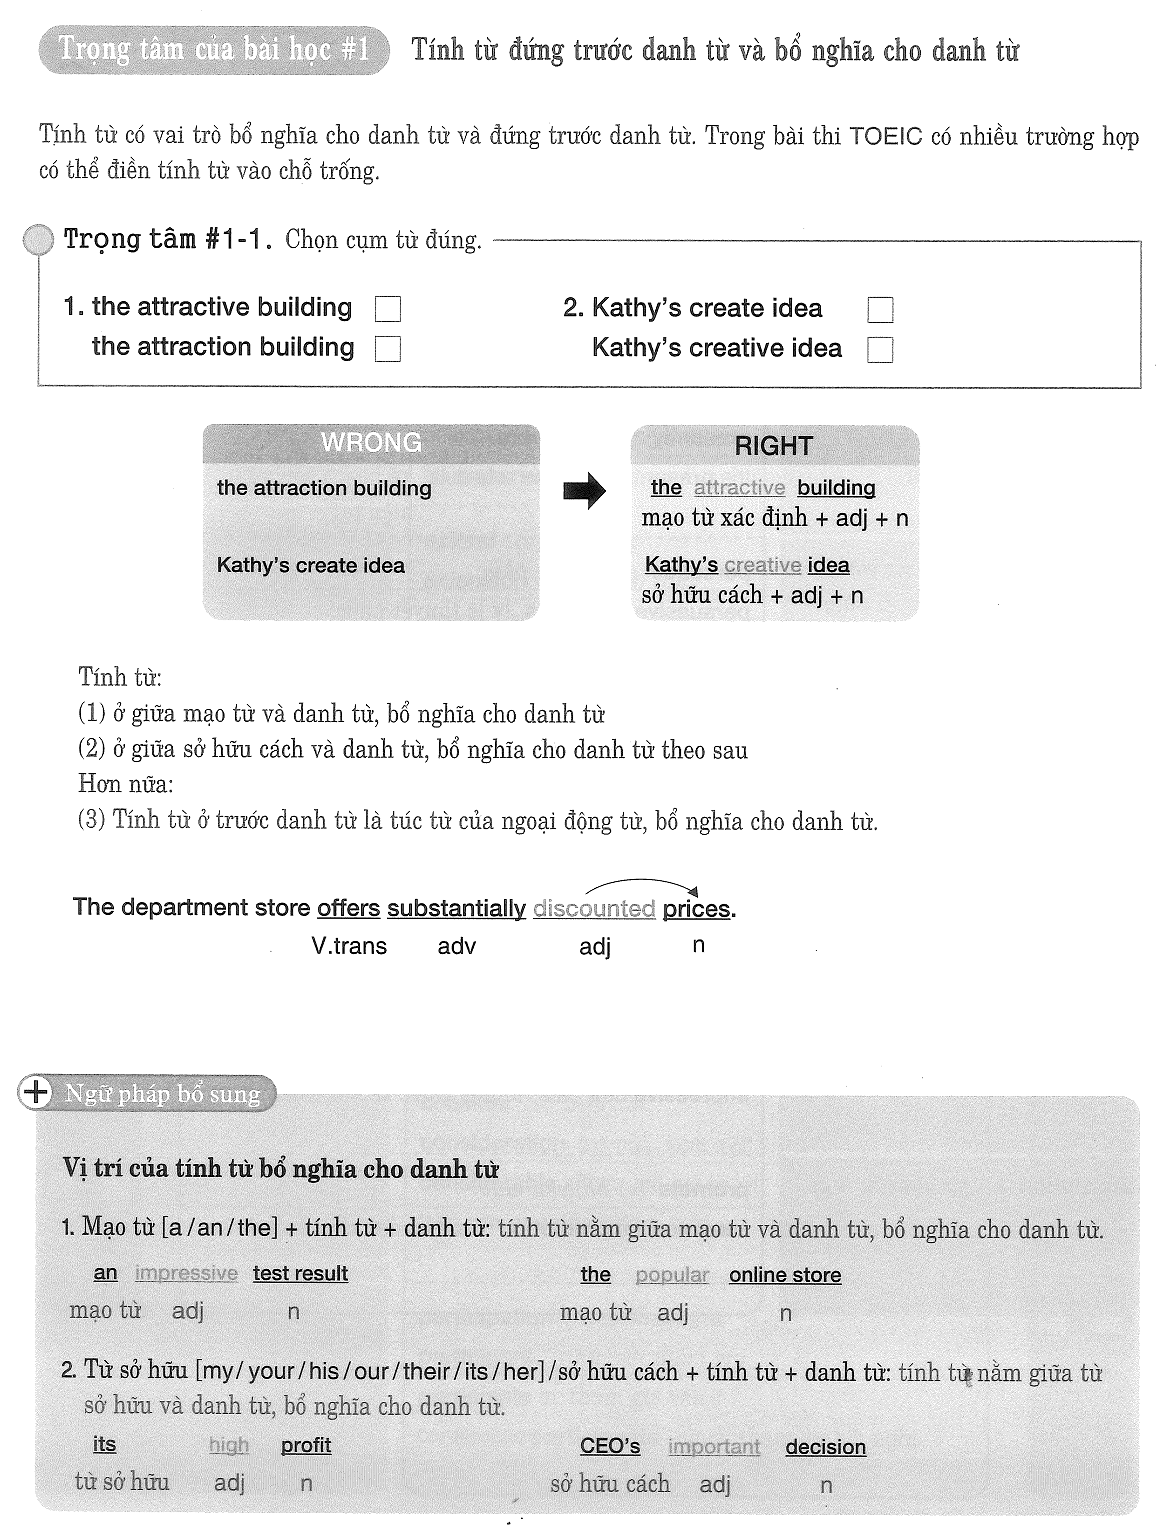 Trọng tâm của bài học #1 Tính từ đứng trước danh từ và bổ nghĩa cho danh từ
Tính từ có vai trò bổ nghĩa cho danh từ và đứng trước danh từ. Trong bài thi TOEIC có nhiều trường hợp
có thể điền tính từ vào chỗ trống.
Trọng tâm #1-1. Chọn cụm từ đúng.
1. the attractive building
the attraction building
2. Kathy's create idea
Kathy's creative idea
WRONG
the attraction building
Kathy's create idea
RIGHT
the attractive building
mạo từ xác định + adj + n
Kathy's creative idea
sở hữu cách + adj + n
Tính từ:
(1) ở giữa mạo từ và danh từ, bổ nghĩa cho danh từ
(2) ở giữa sở hữu cách và danh từ, bổ nghĩa cho danh từ theo sau
Hơn nữa:
(3) Tính từ ở trước danh từ là túc từ của ngoại động từ, bổ nghĩa cho danh từ.
The department store offers substantially discounted prices.
V.trans adv adj n
+ Ngữ pháp bổ sung
Vị trí của tính từ bổ nghĩa cho danh từ
1. Mạo từ [a/an/the] + tính từ + danh từ: tính từ nằm giữa mạo từ và danh từ, bổ nghĩa cho danh từ.
an impressive test result the popular online store
mạo từ adj n mạo từ adj n
2. Từ sở hữu [my/your/his/our/their/its/her]/sở hữu cách + tính từ + danh từ: tính từ nằm giữa từ
sở hữu và danh từ, bổ nghĩa cho danh từ.
its high profit CEO's important decision
từ sở hữu adj n sở hữu cách adj n